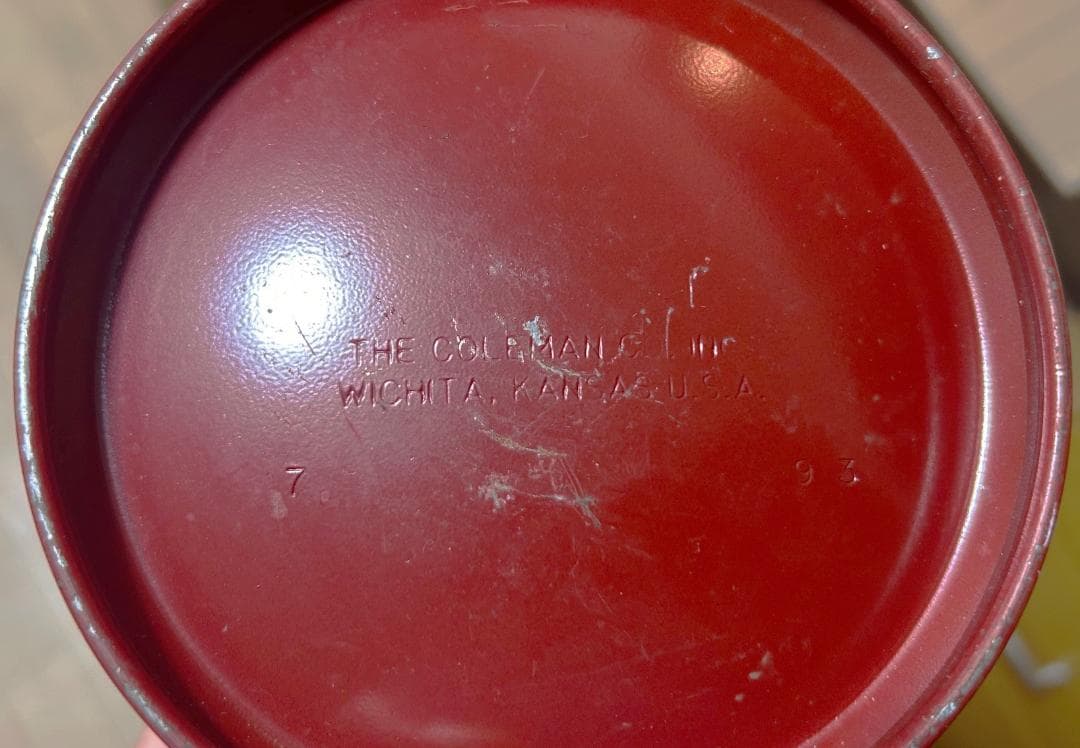 THE COLEMAN C INC
WICHITA, KANSAS U.S.A.
7 93